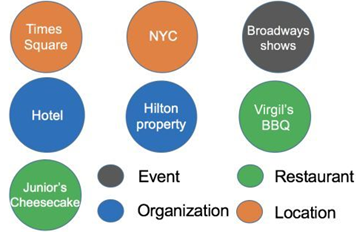 Times
Square
NYC
Broadways
shows
Hotel
Hilton
property
Virgil's
BBQ
Junior's
Cheesecake
Event
Restaurant
Organization
Location